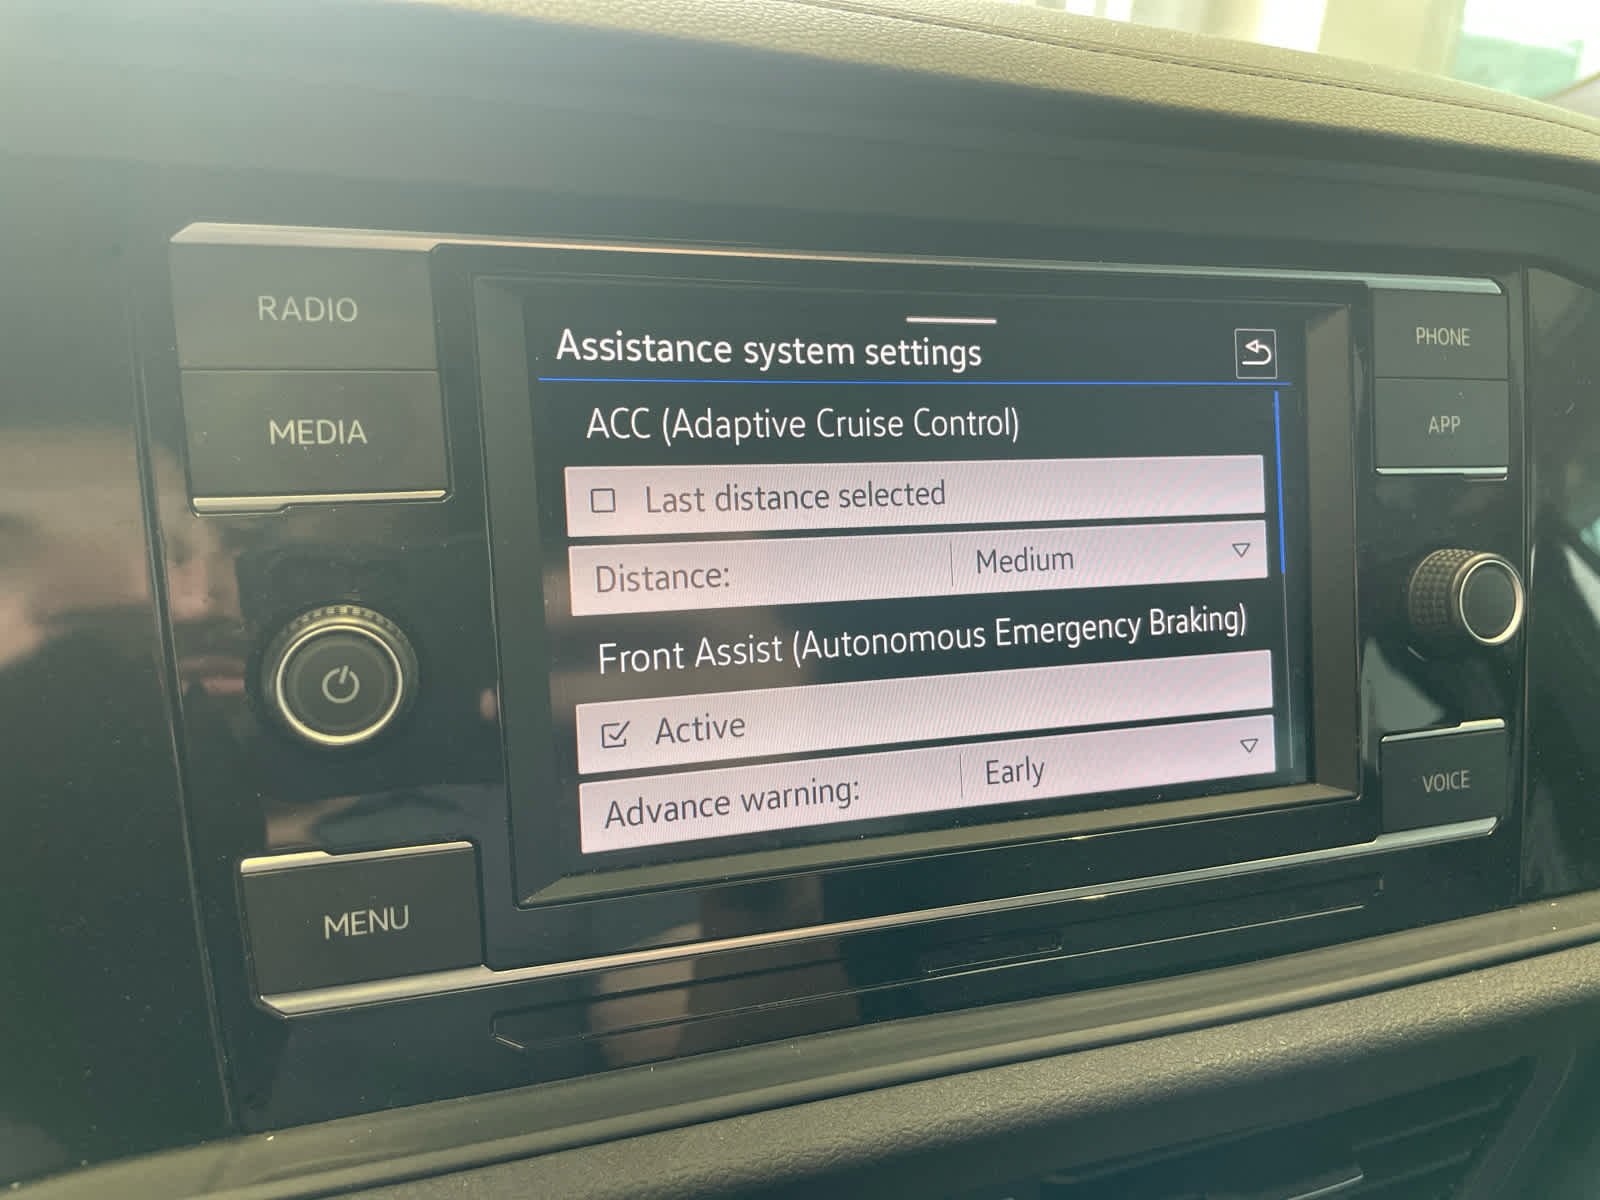 RADIO
MEDIA
MENU
Assistance system settings
ACC (Adaptive Cruise Control)
Last distance selected
Distance: Medium
Front Assist (Autonomous Emergency Braking)
Active
Advance warning: Early
PHONE
APP
VOICE